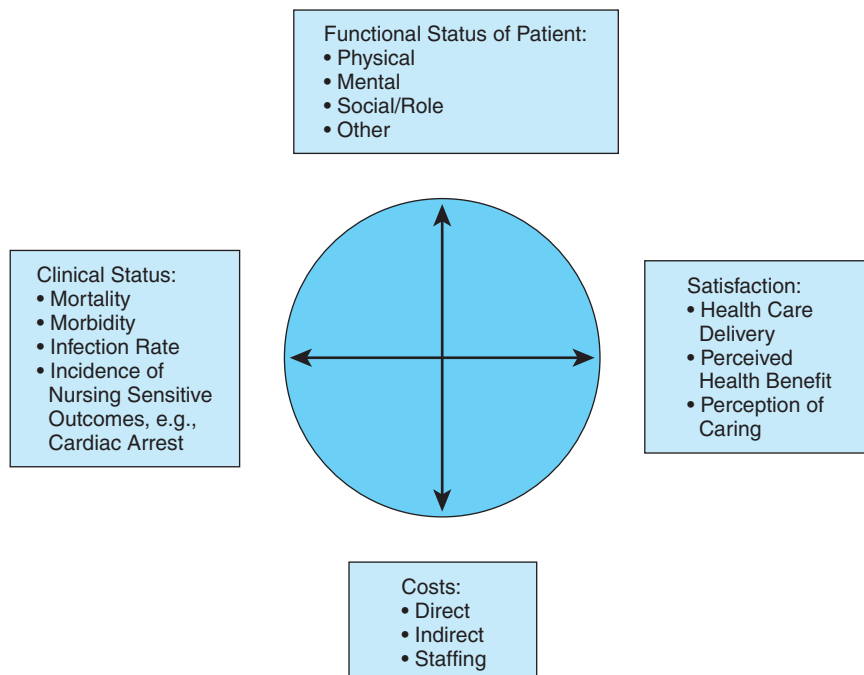 Functional Status of Patient:
• Physical
• Mental
• Social/Role
• Other
Clinical Status:
• Mortality
• Morbidity
• Infection Rate
• Incidence of
Nursing Sensitive
Outcomes, e.g.,
Cardiac Arrest
Satisfaction:
• Health Care
Delivery
• Perceived
Health Benefit
• Perception of
Caring
Costs:
• Direct
• Indirect
• Staffing